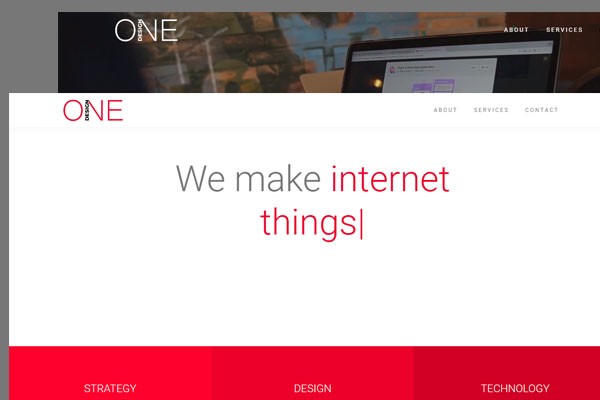 ONE
DESIGN
ABOUT SERVICES
ONE
DESIGN
ABOUT SERVICES CONTACT
We make internet
things|
STRATEGY DESIGN TECHNOLOGY